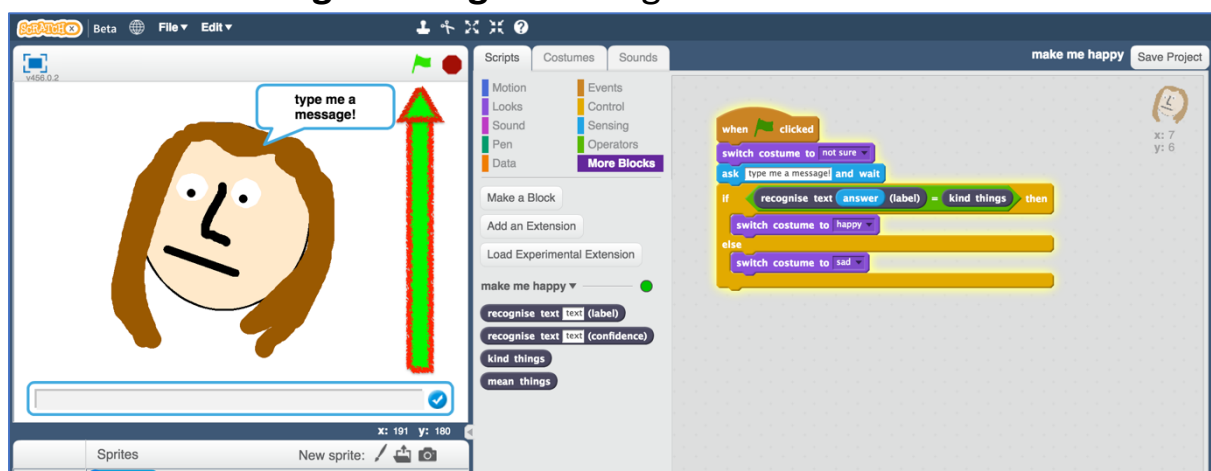 SCRATCHX Beta File▼ Edit▼
v456.0.2
type me a
message!
x: 191 y: 180
Sprites New sprite:
Scripts Costumes Sounds
make me happy Save Project
Motion Events
Looks Control
Sound Sensing
Pen Operators
Data More Blocks
Make a Block
Add an Extension
Load Experimental Extension
make me happy▼
recognise text text (label)
recognise text text (confidence)
kind things
mean things
when clicked
switch costume to not sure
ask type me a message! and wait
if recognise text answer (label) = kind things then
switch costume to happy
else
switch costume to sad
x: 7
y: 6